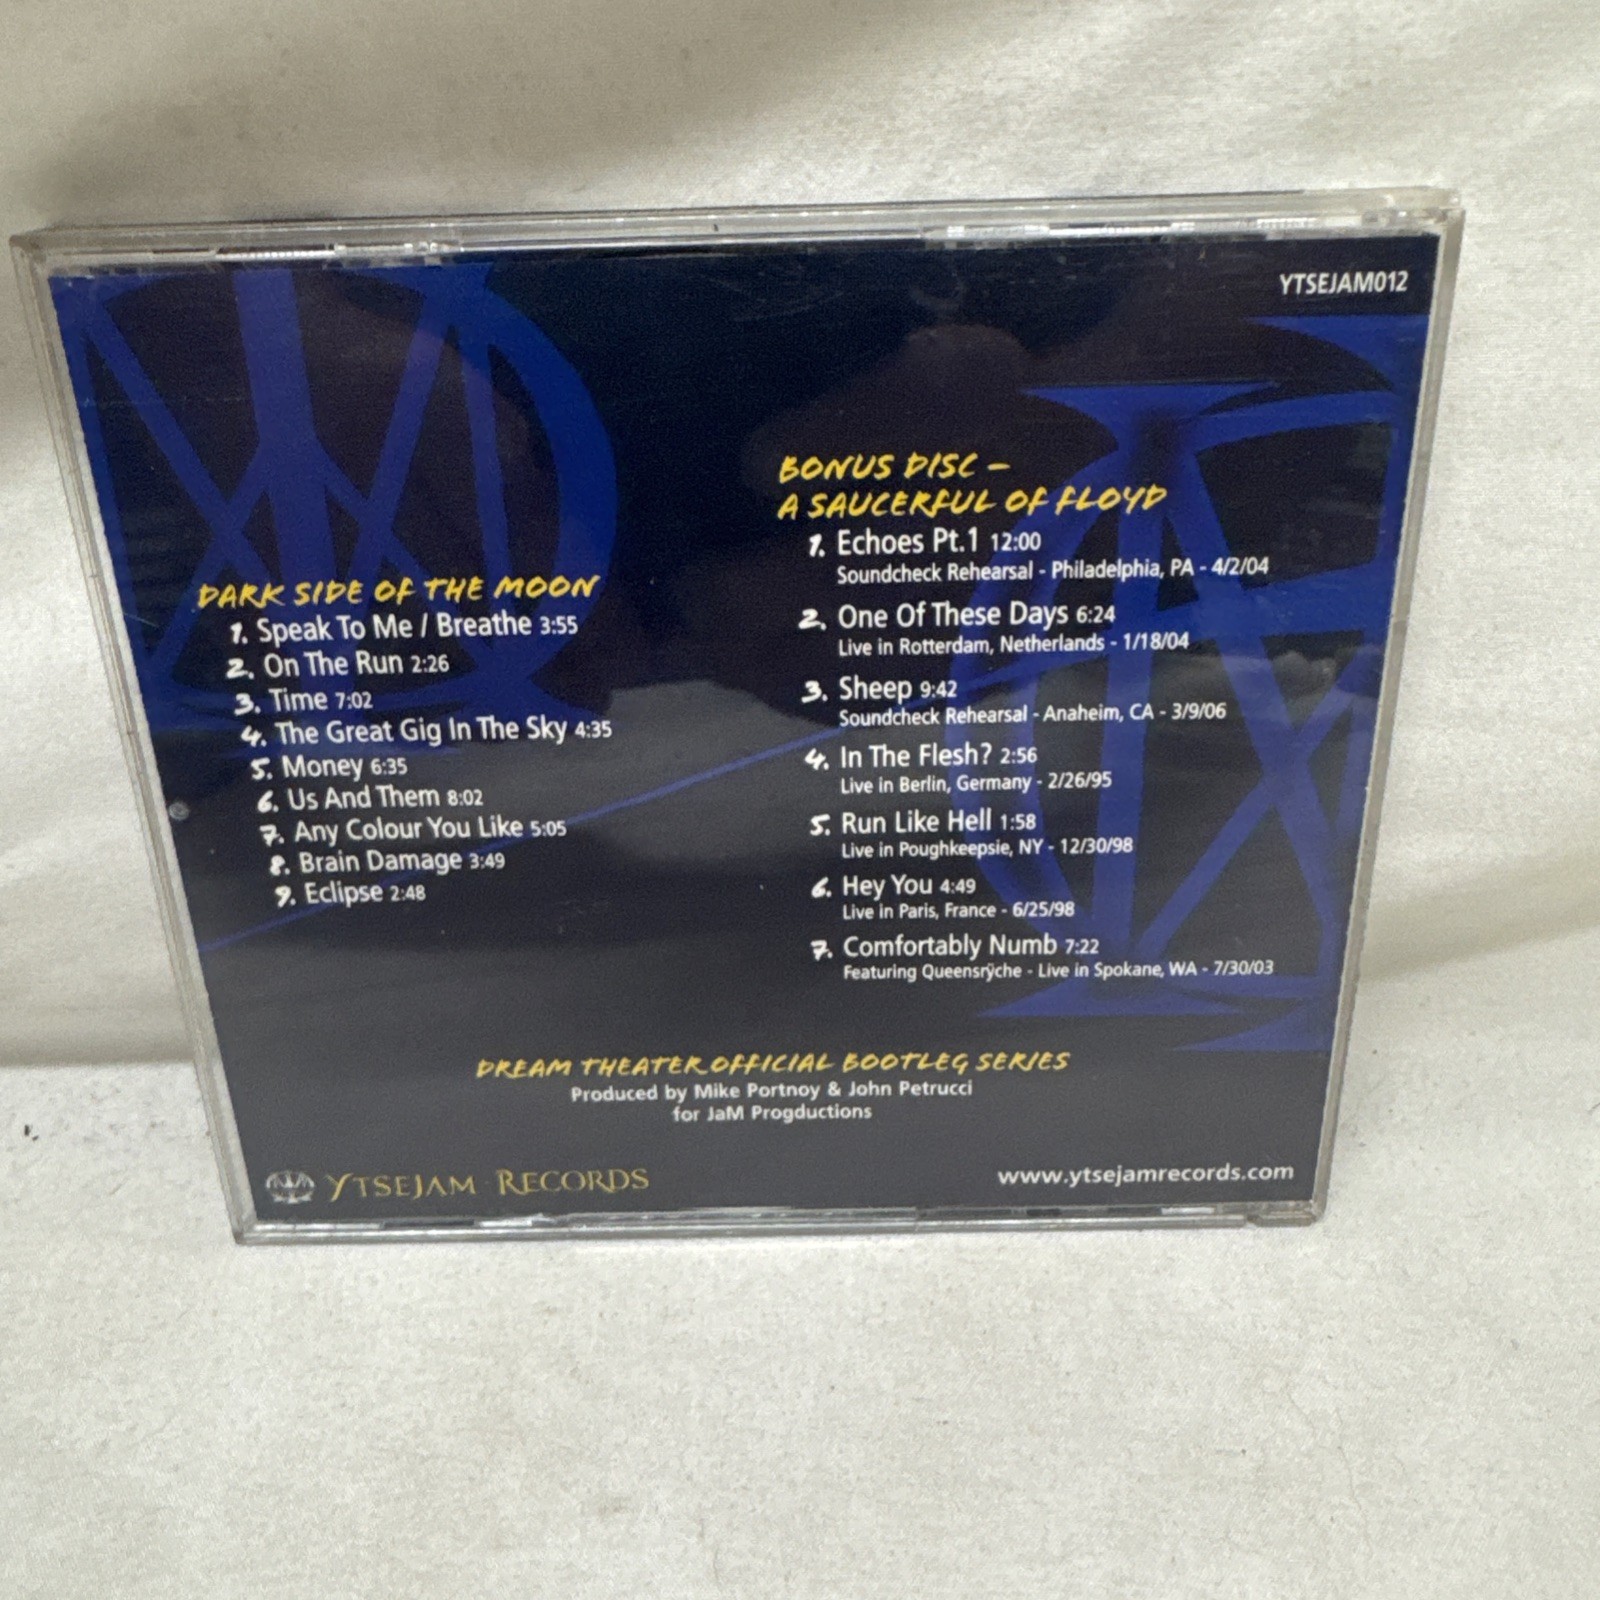 YTSEJAM012
DARK SIDE OF THE MOON
1. Speak To Me / Breathe 3:55
2. On The Run 2:26
3. Time 7:02
4. The Great Gig In The Sky 4:35
5. Money 6:35
6. Us And Them 8:02
7. Any Colour You Like 5:05
8. Brain Damage 3:49
9. Eclipse 2:48
BONUS DISC –
A SAUCERFUL OF FLOYD
1. Echoes Pt.1 12:00
Soundcheck Rehearsal - Philadelphia, PA - 4/2/04
2. One Of These Days 6:24
Live in Rotterdam, Netherlands - 1/18/04
3. Sheep 9:42
Soundcheck Rehearsal - Anaheim, CA - 3/9/06
4. In The Flesh? 2:56
Live in Berlin, Germany - 2/26/95
5. Run Like Hell 1:58
Live in Poughkeepsie, NY - 12/30/98
6. Hey You 4:49
Live in Paris, France - 6/25/98
7. Comfortably Numb 7:22
Featuring Queensrÿche - Live in Spokane, WA - 7/30/03
DREAM THEATER OFFICIAL BOOTLEG SERIES
Produced by Mike Portnoy & John Petrucci
for JaM Progductions
YTSEJAM RECORDS
www.ytsejamrecords.com